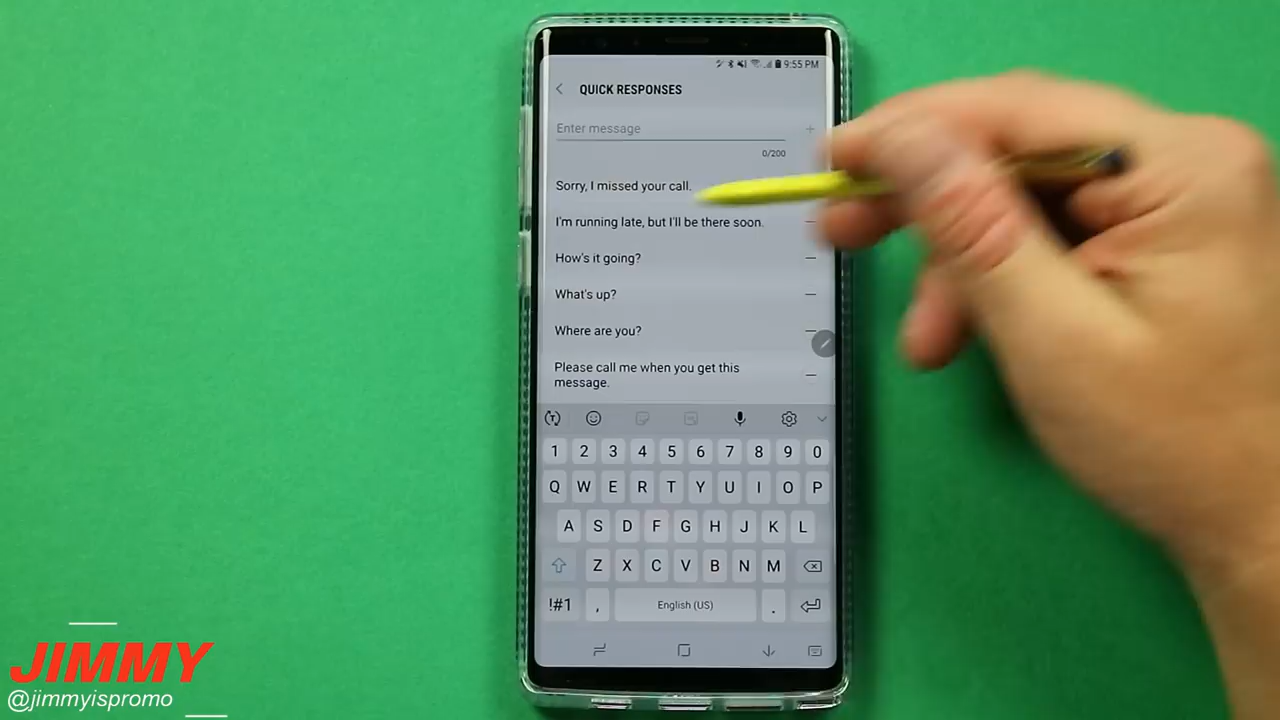 9:55 PM
QUICK RESPONSES
Enter message
0/200
Sorry, I missed your call.
I'm running late, but I'll be there soon.
How's it going?
What's up?
Where are you?
Please call me when you get this
message.
1 2 3 4 5 6 7 8 9 0
Q W E R T Y U I O P
A S D F G H J K L
Z X C V B N M
!#1 , English (US) .
JIMMY
@jimmyispromo